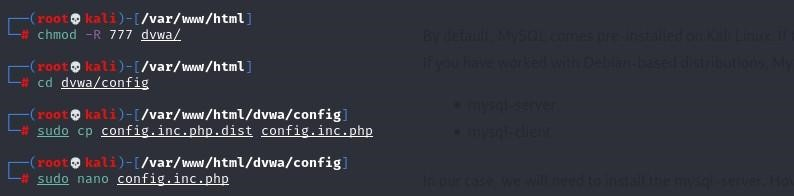 ┌──(root💀kali)-[/var/www/html]
└─# chmod -R 777 dvwa/
┌──(root💀kali)-[/var/www/html]
└─# cd dvwa/config
┌──(root💀kali)-[/var/www/html/dvwa/config]
└─# sudo cp config.inc.php.dist config.inc.php
┌──(root💀kali)-[/var/www/html/dvwa/config]
└─# sudo nano config.inc.php
By default, MySQL comes pre-installed on Kali Linux. If
If you have worked with Debian-based distributions, My
• mysql-server
• mysql-client
In our case, we will need to install the mysql-server. How